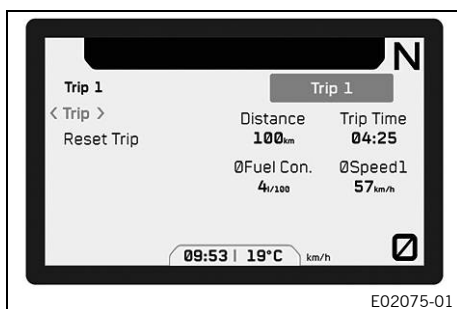 N
Trip 1
Trip 1
< Trip >
Distance
Trip Time
Reset Trip
100km
04:25
ØFuel Con.
ØSpeed1
4l/100
57km/h
09:53 | 19°C
km/h
0
E02075-01